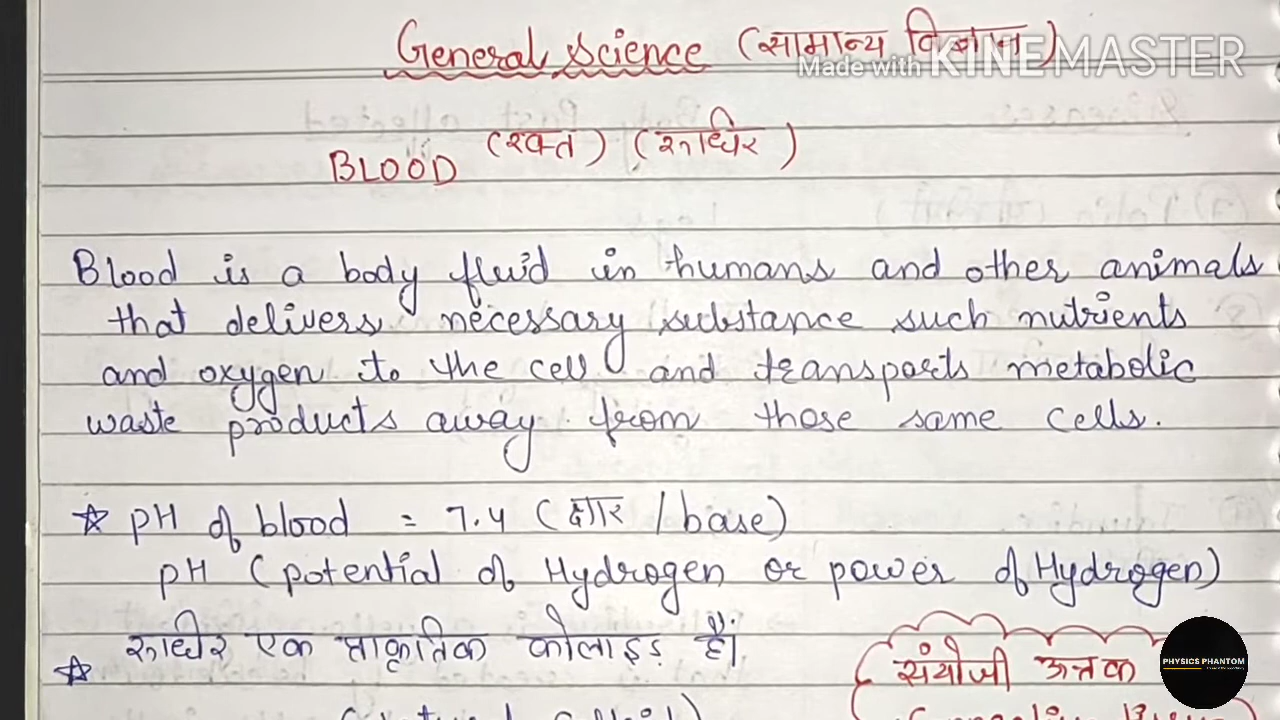 General Science (सामान्य विज्ञान)
Made with KINEMASTER
BLOOD (रक्त) (रुधिर)
Blood is a body fluid in humans and other animals
that delivers necessary substance such nutrients
and oxygen to the cell and transports metabolic
waste products away from those same cells.
☆ pH of blood = 7.4 (क्षार / base)
pH (potential of Hydrogen or power of Hydrogen)
☆ रुधीर एक प्राकृतिक कोलाइड है।
संयोजी ऊतक
PHYSICS PHANTOM